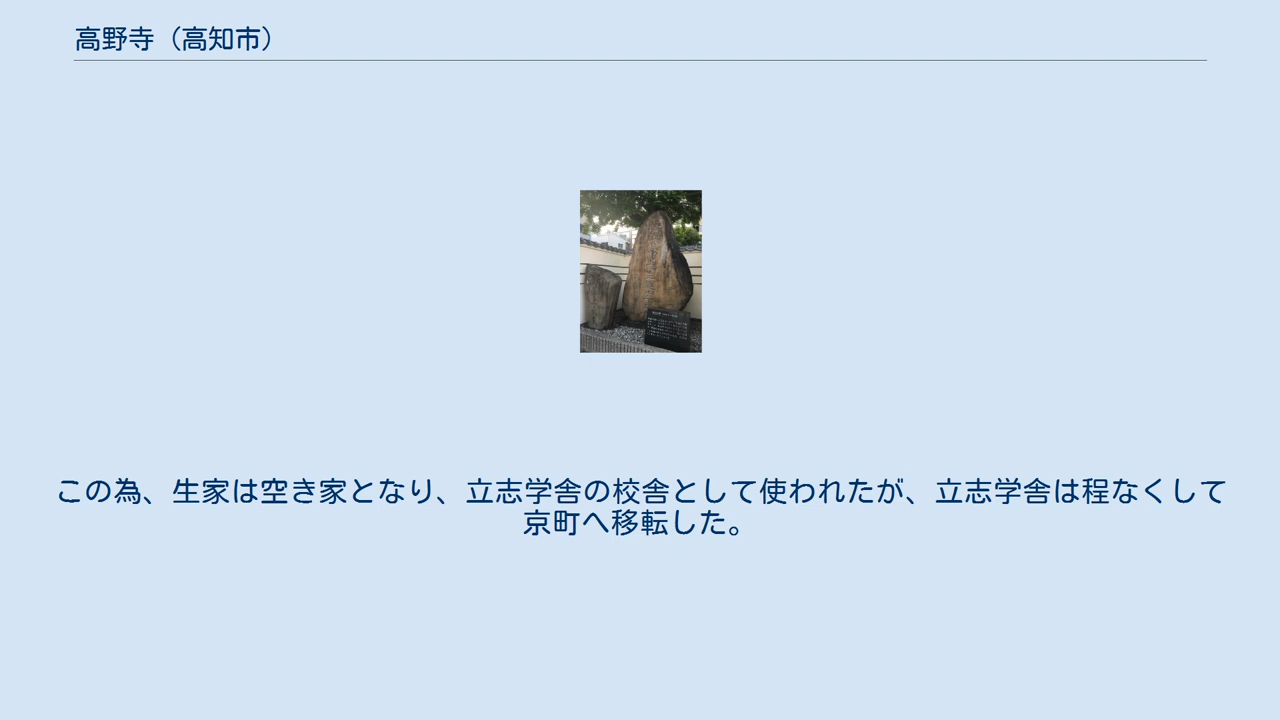 高野寺（高知市）
この為、生家は空き家となり、立志学舎の校舎として使われたが、立志学舎は程なくして
京町へ移転した。